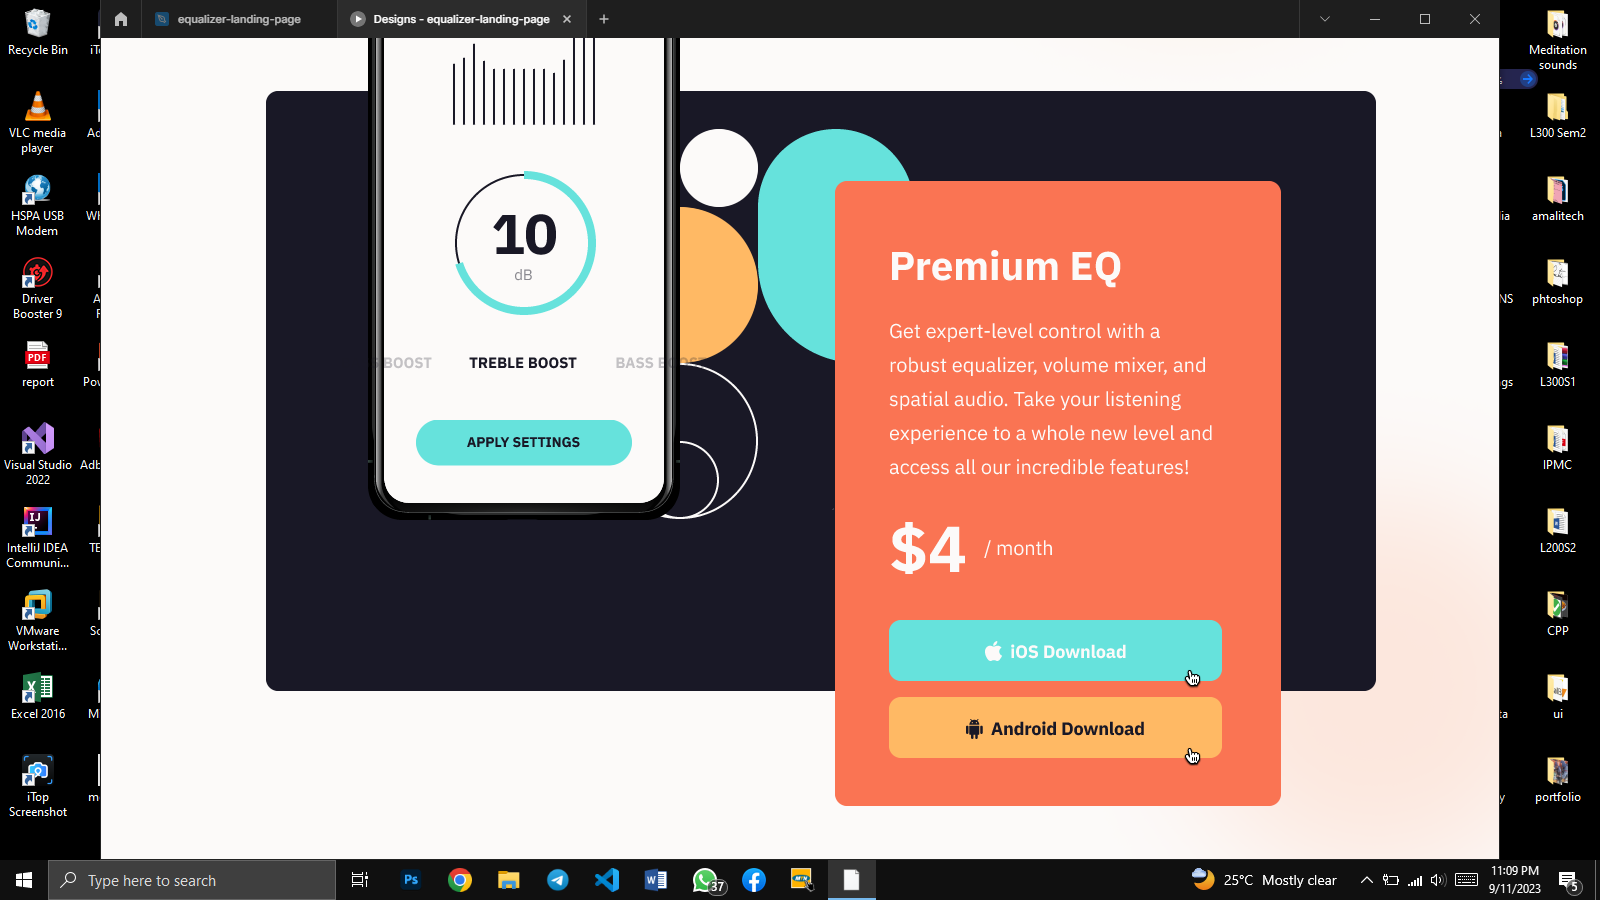 equalizer-landing-page
Designs - equalizer-landing-page
Recycle Bin
VLC media
player
HSPA USB
Modem
Driver
Booster 9
PDF
report
Visual Studio
2022
IJ
IntelliJ IDEA
Communi...
VMware
Workstati...
Excel 2016
iTop
Screenshot
10
dB
BOOST
TREBLE BOOST
BASS BOOST
APPLY SETTINGS
Premium EQ
Get expert-level control with a
robust equalizer, volume mixer, and
spatial audio. Take your listening
experience to a whole new level and
access all our incredible features!
$4 / month
iOS Download
Android Download
Meditation
sounds
L300 Sem2
amalitech
phtoshop
L300S1
IPMC
L200S2
CPP
ui
portfolio
Type here to search
Ps
37
25°C Mostly clear
11:09 PM
9/11/2023
5